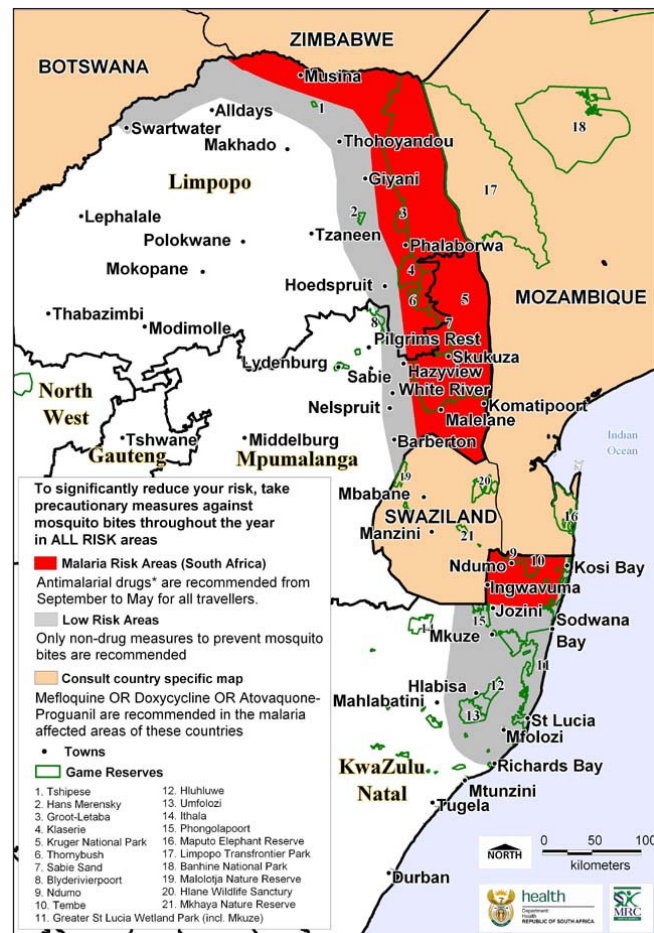 ZIMBABWE
BOTSWANA
Musina
18
Alldays
1
Swartwater
Thohoyandou
Makhado
17
Limpopo
Giyani
Lephalale
2
3
Tzaneen
Polokwane
Phalaborwa
Mokopane
4
Hoedspruit
6
5
MOZAMBIQUE
Thabazimbi
8
7
Modimolle
Pilgrims Rest
Lydenburg
Skukuza
Sabie
Hazyview
North
West
White River
Nelspruit
Komatipoort
Malelane
Tshwane
Middelburg
Barberton
Gauteng
Mpumalanga
Indian
Ocean
19
20
Mbabane
SWAZILAND
16
Manzini
21
9
10
Ndumo
Kosi Bay
Ingwavuma
Jozini
15
Sodwana
Bay
14
Mkuze
11
Hlabisa
12
Mahlabatini
13
St Lucia
Mfolozi
KwaZulu
Natal
Richards Bay
Mtunzini
Tugela
Durban
To significantly reduce your risk, take
precautionary measures against
mosquito bites throughout the year
in ALL RISK areas
Malaria Risk Areas (South Africa)
Antimalarial drugs* are recommended from
September to May for all travellers.
Low Risk Areas
Only non-drug measures to prevent mosquito
bites are recommended
Consult country specific map
Mefloquine OR Doxycycline OR Atovaquone-
Proguanil are recommended in the malaria
affected areas of these countries
Towns
Game Reserves
1. Tshipese
2. Hans Merensky
3. Groot-Letaba
4. Klaserie
5. Kruger National Park
6. Thornybush
7. Sabie Sand
8. Blyderivierpoort
9. Ndumo
10. Tembe
11. Greater St Lucia Wetland Park (incl. Mkuze)
12. Hluhluwe
13. Umfolozi
14. Ithala
15. Phongolapoort
16. Maputo Elephant Reserve
17. Limpopo Transfrontier Park
18. Banhine National Park
19. Malolotja Nature Reserve
20. Hlane Wildlife Sanctury
21. Mkhaya Nature Reserve
NORTH
0 50 100
kilometers
health
Department:
Health
REPUBLIC OF SOUTH AFRICA
MRC